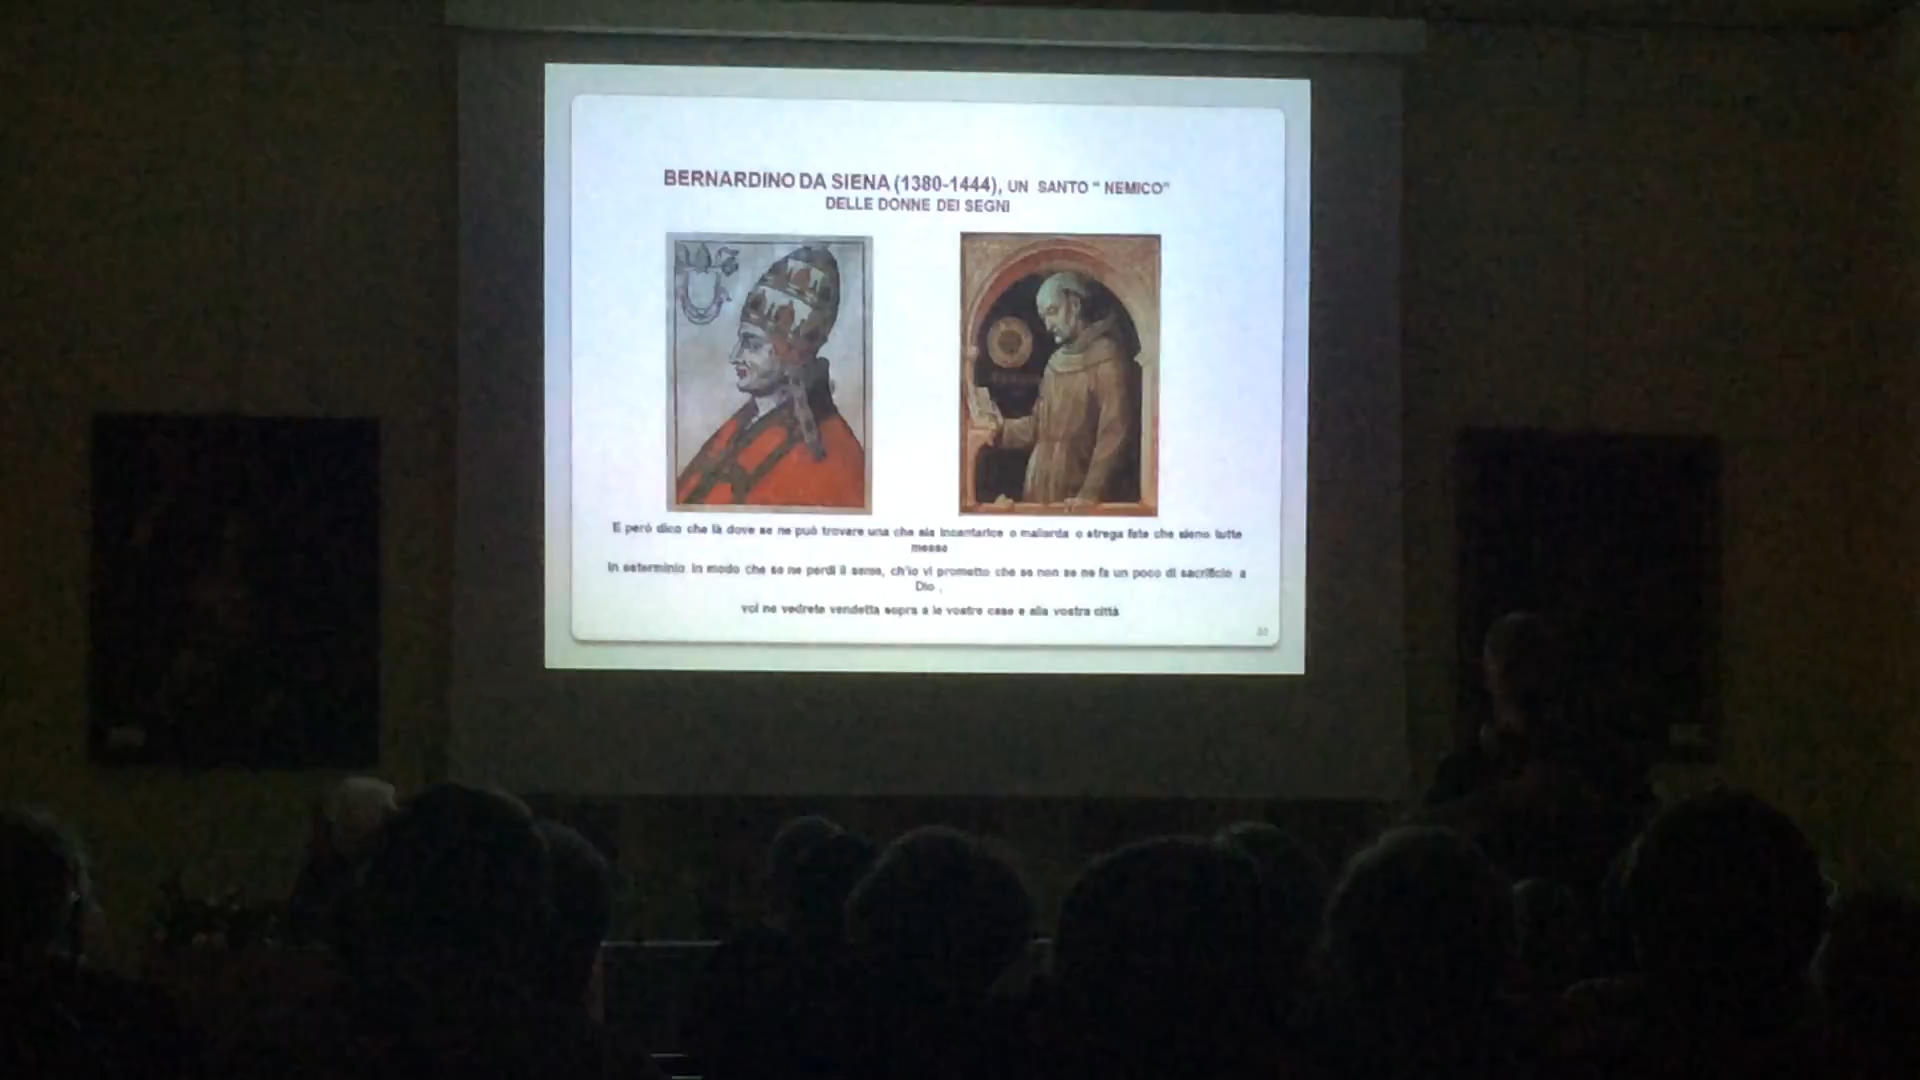 BERNARDINO DA SIENA (1380-1444), UN SANTO " NEMICO"
DELLE DONNE DEI SEGNI
E però dico che là dove se ne può trovare una che sia incantatrice o maliarda o strega fate che sieno tutte
messe
in esterminio in modo che se ne perdi il seme, ch'io vi prometto che se non se ne fa un poco di sacrificio a
Dio ,
voi ne vedrete vendetta sopra a le vostre case e alla vostra città